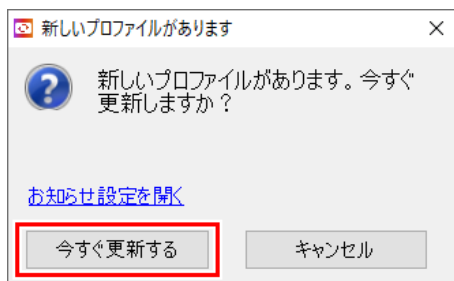 新しいプロファイルがあります
新しいプロファイルがあります。今すぐ
更新しますか？
お知らせ設定を開く
今すぐ更新する
キャンセル